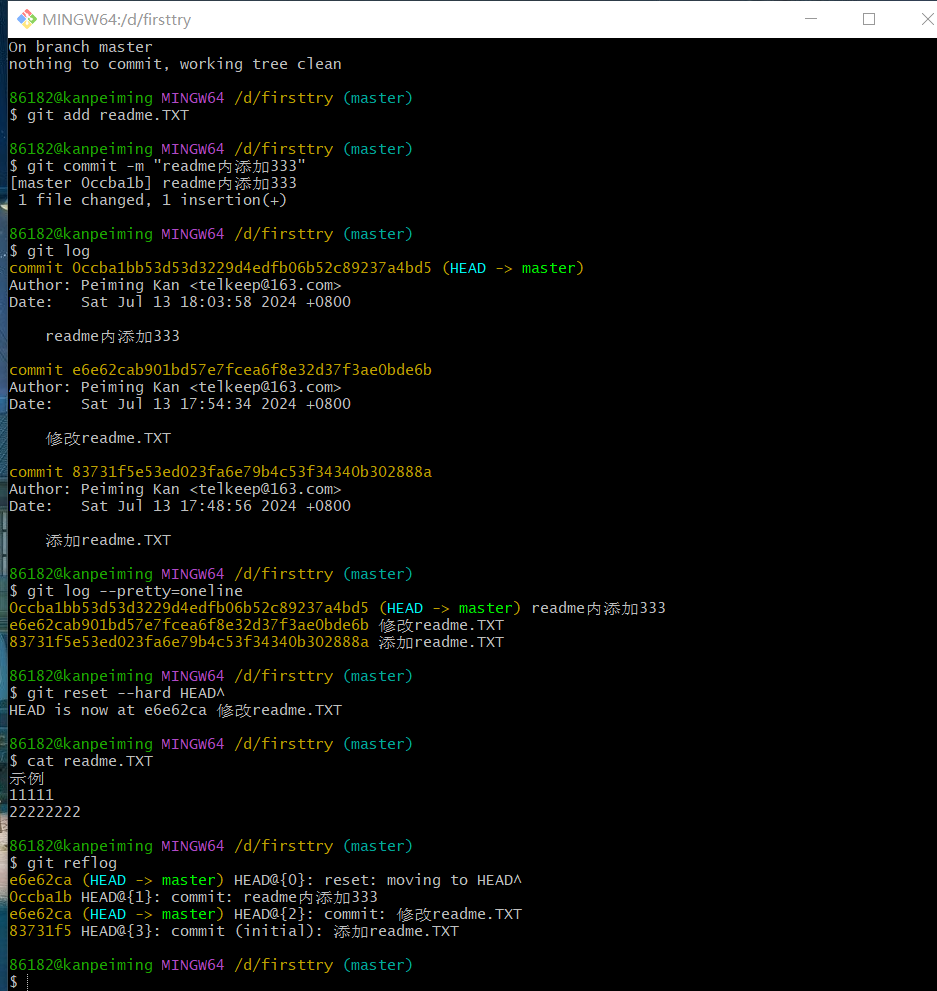 MINGW64:/d/firsttry
On branch master
nothing to commit, working tree clean
86182@kanpeiming MINGW64 /d/firsttry (master)
$ git add readme.TXT
86182@kanpeiming MINGW64 /d/firsttry (master)
$ git commit -m "readme内添加333"
[master 0ccba1b] readme内添加333
 1 file changed, 1 insertion(+)
86182@kanpeiming MINGW64 /d/firsttry (master)
$ git log
commit 0ccba1bb53d53d3229d4edfb06b52c89237a4bd5 (HEAD -> master)
Author: Peiming Kan <telkeep@163.com>
Date:   Sat Jul 13 18:03:58 2024 +0800
    readme内添加333
commit e6e62cab901bd57e7fcea6f8e32d37f3ae0bde6b
Author: Peiming Kan <telkeep@163.com>
Date:   Sat Jul 13 17:54:34 2024 +0800
    修改readme.TXT
commit 83731f5e53ed023fa6e79b4c53f34340b302888a
Author: Peiming Kan <telkeep@163.com>
Date:   Sat Jul 13 17:48:56 2024 +0800
    添加readme.TXT
86182@kanpeiming MINGW64 /d/firsttry (master)
$ git log --pretty=oneline
0ccba1bb53d53d3229d4edfb06b52c89237a4bd5 (HEAD -> master) readme内添加333
e6e62cab901bd57e7fcea6f8e32d37f3ae0bde6b 修改readme.TXT
83731f5e53ed023fa6e79b4c53f34340b302888a 添加readme.TXT
86182@kanpeiming MINGW64 /d/firsttry (master)
$ git reset --hard HEAD^
HEAD is now at e6e62ca 修改readme.TXT
86182@kanpeiming MINGW64 /d/firsttry (master)
$ cat readme.TXT
示例
11111
22222222
86182@kanpeiming MINGW64 /d/firsttry (master)
$ git reflog
e6e62ca (HEAD -> master) HEAD@{0}: reset: moving to HEAD^
0ccba1b HEAD@{1}: commit: readme内添加333
e6e62ca (HEAD -> master) HEAD@{2}: commit: 修改readme.TXT
83731f5 HEAD@{3}: commit (initial): 添加readme.TXT
86182@kanpeiming MINGW64 /d/firsttry (master)
$